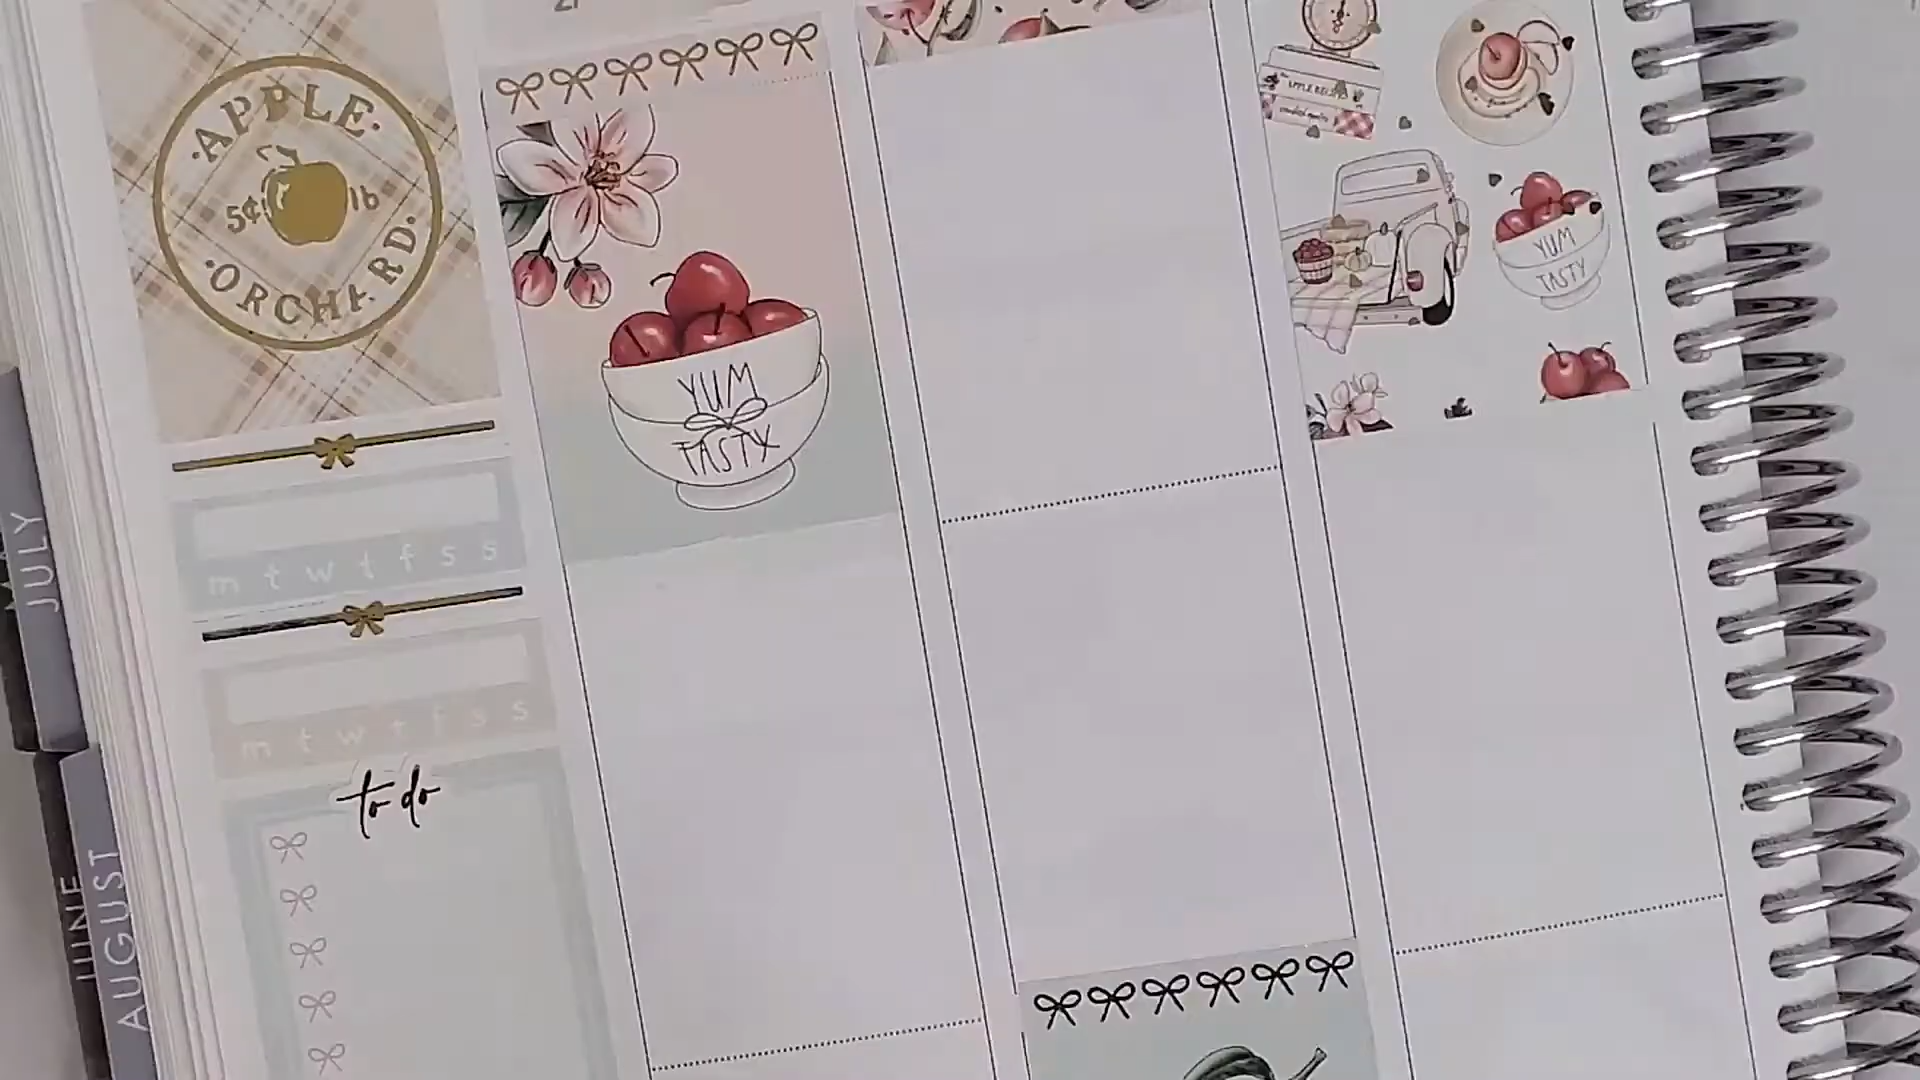 APPLE
5¢ lb
ORCHARD
m t w t f s s
m t w t f s s
to do
YUM
TASTY
YUM
TASTY
JULY
JUNE
AUGUST